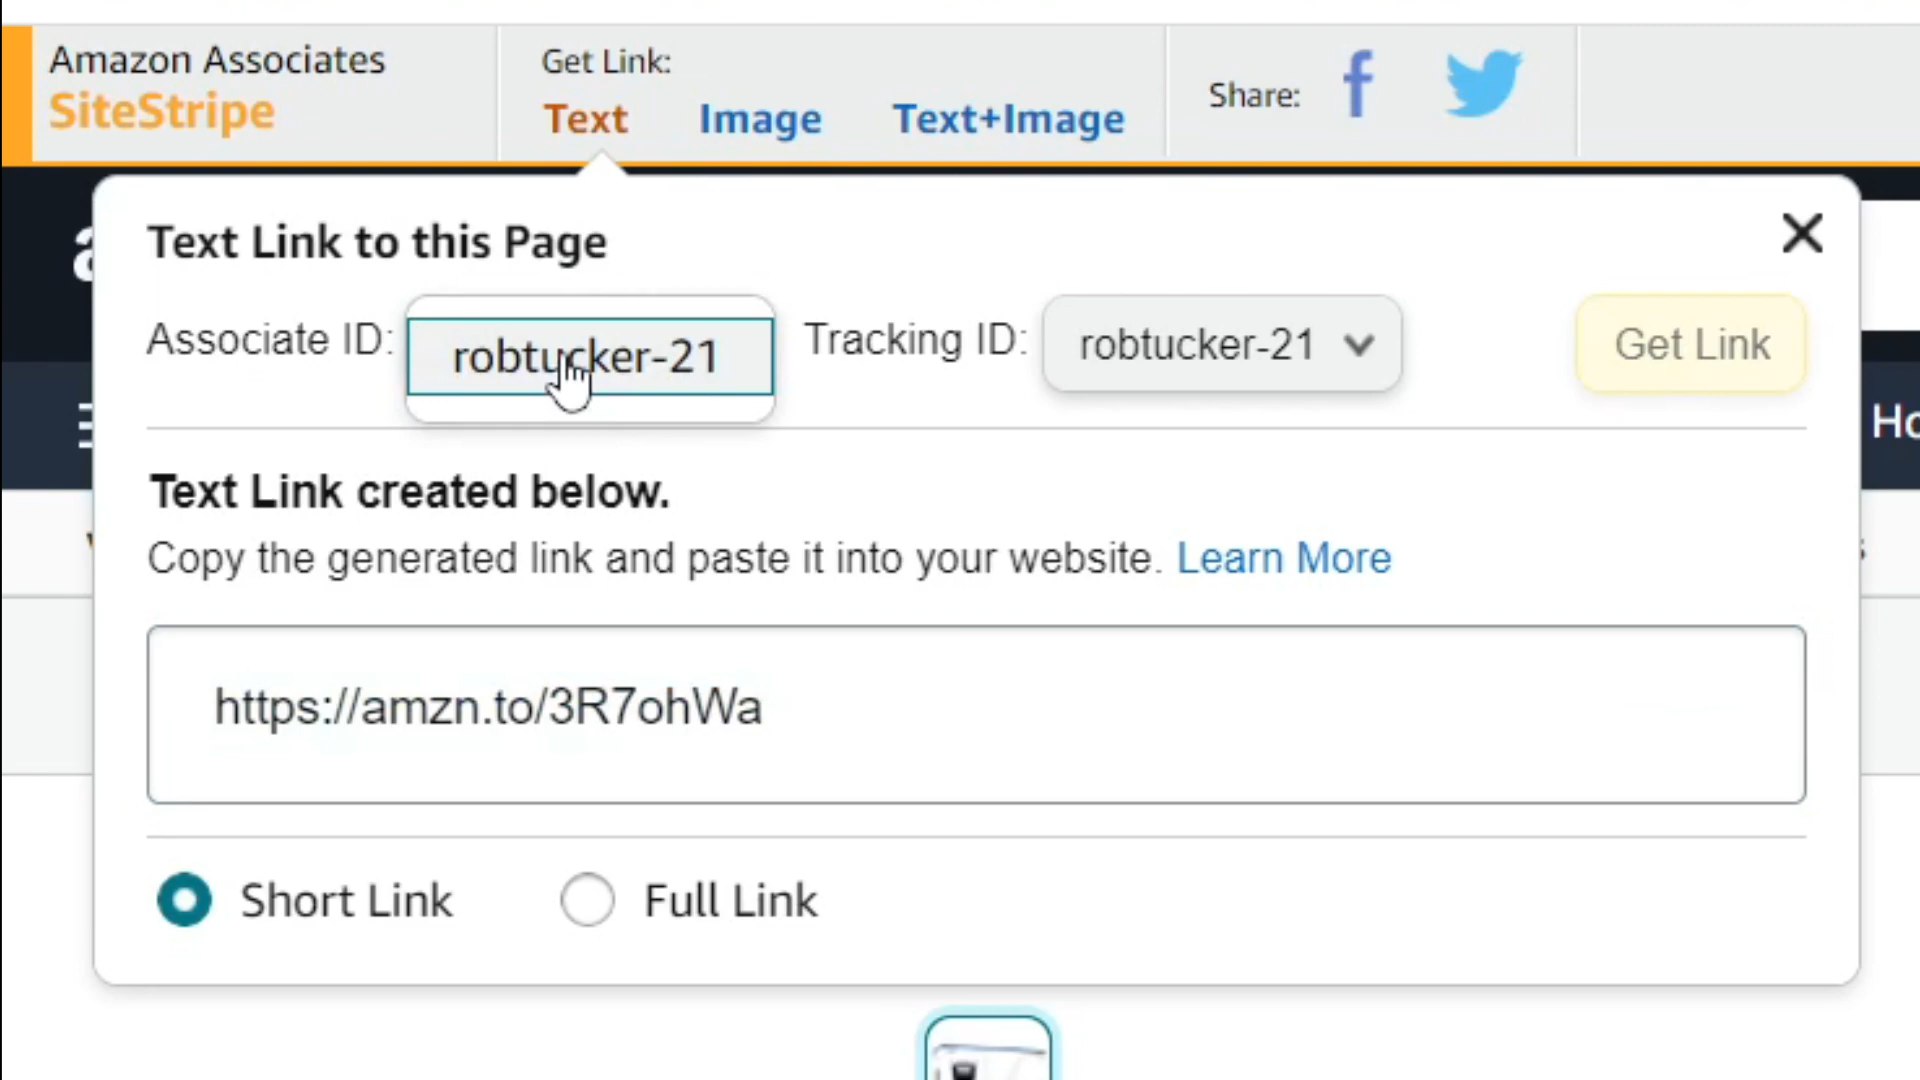 Amazon Associates
SiteStripe
Get Link:
Text Image Text+Image
Share:
Text Link to this Page
Associate ID: robtucker-21 Tracking ID: robtucker-21 Get Link
Text Link created below.
Copy the generated link and paste it into your website. Learn More
https://amzn.to/3R7ohWa
Short Link Full Link